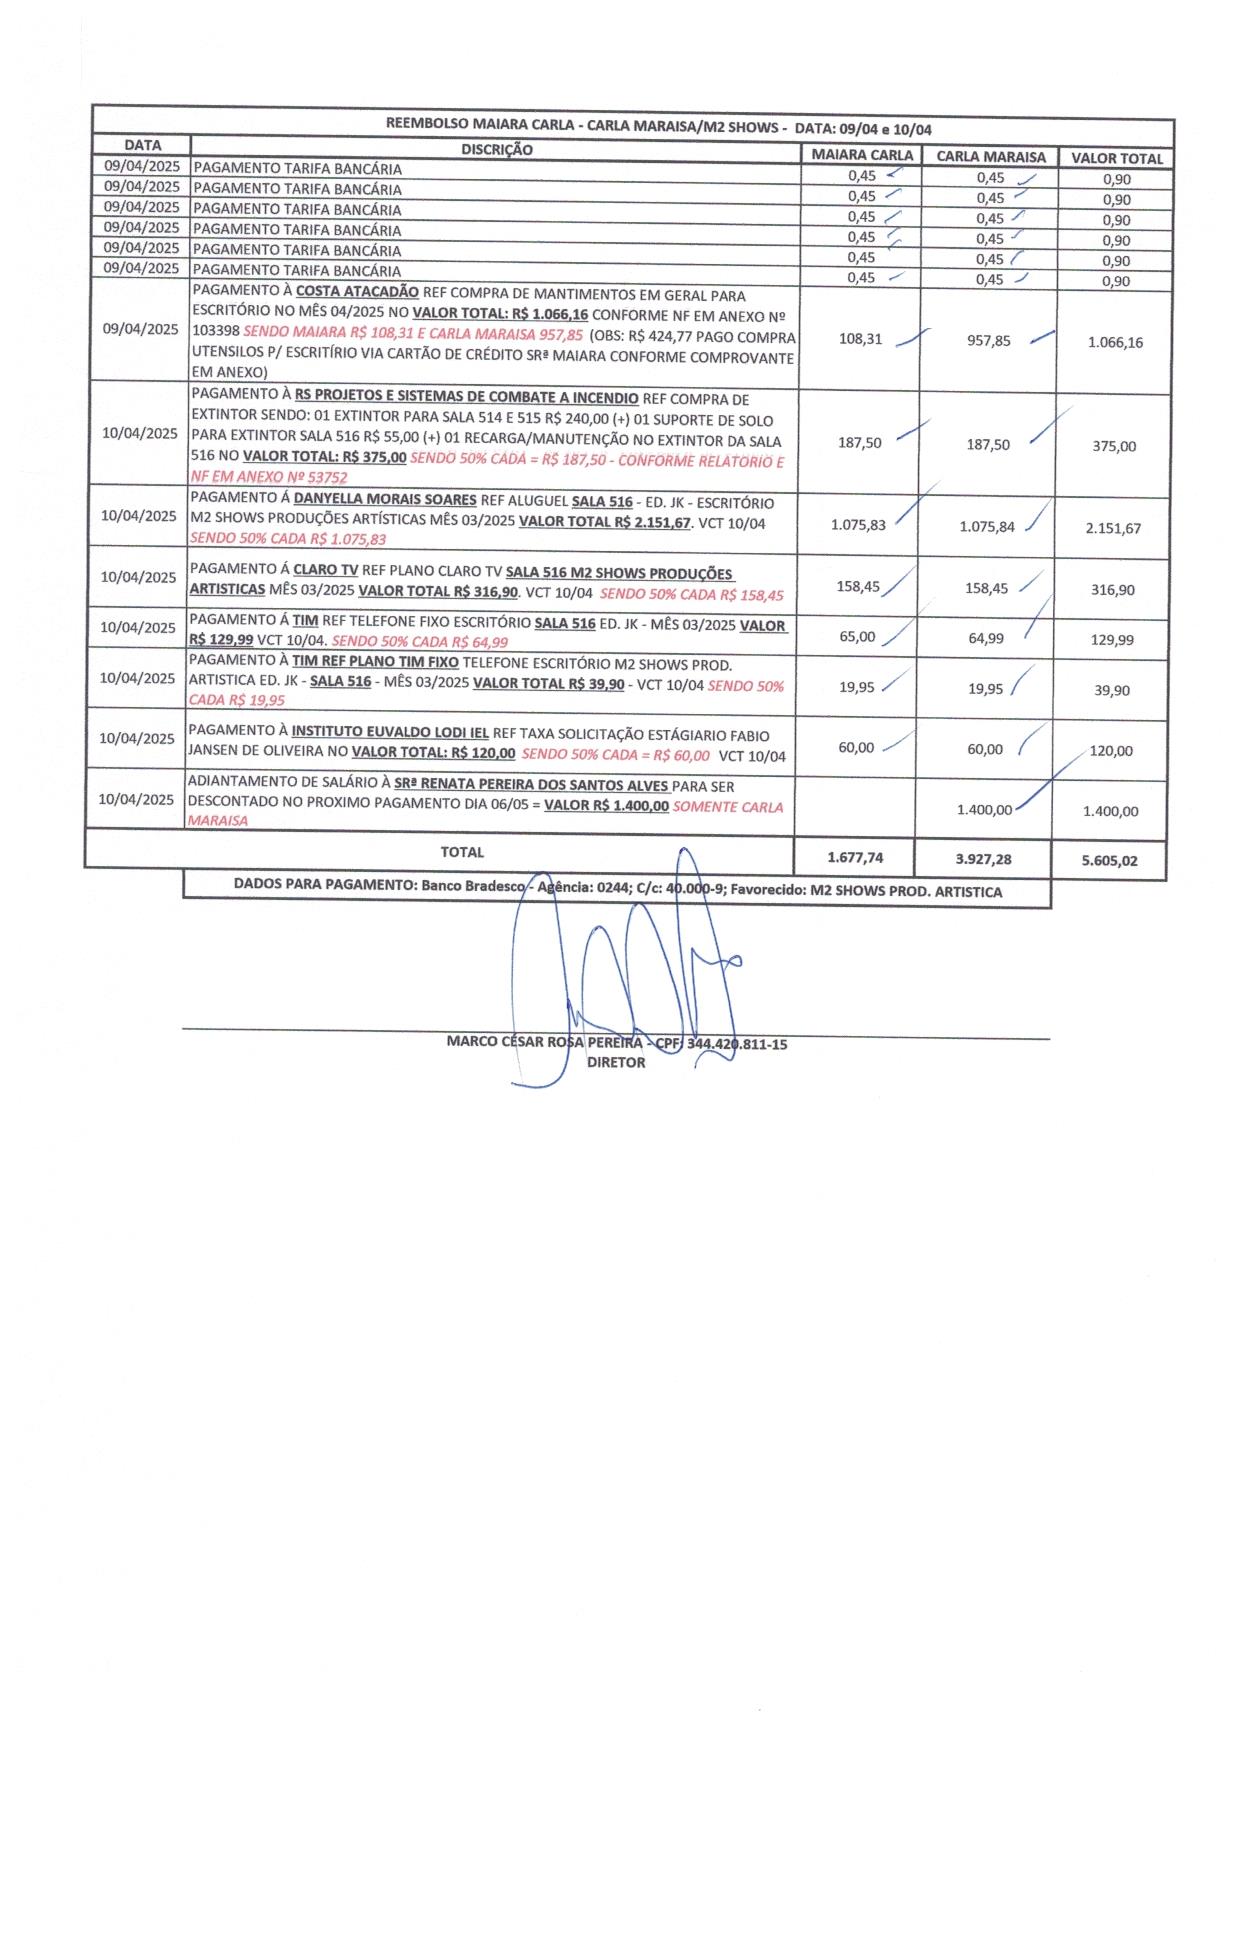 REEMBOLSO MAIARA CARLA - CARLA MARAISA/M2 SHOWS - DATA: 09/04 e 10/04
DATA DISCRIÇÃO MAIARA CARLA CARLA MARAISA VALOR TOTAL
09/04/2025 PAGAMENTO TARIFA BANCÁRIA 0,45 0,45 0,90
09/04/2025 PAGAMENTO TARIFA BANCÁRIA 0,45 0,45 0,90
09/04/2025 PAGAMENTO TARIFA BANCÁRIA 0,45 0,45 0,90
09/04/2025 PAGAMENTO TARIFA BANCÁRIA 0,45 0,45 0,90
09/04/2025 PAGAMENTO TARIFA BANCÁRIA 0,45 0,45 0,90
09/04/2025 PAGAMENTO TARIFA BANCÁRIA 0,45 0,45 0,90
PAGAMENTO À COSTA ATACADÃO REF COMPRA DE MANTIMENTOS EM GERAL PARA
ESCRITÓRIO NO MÊS 04/2025 NO VALOR TOTAL: R$ 1.066,16 CONFORME NF EM ANEXO Nº
09/04/2025 103398 SENDO MAIARA R$ 108,31 E CARLA MARAISA 957,85 (OBS: R$ 424,77 PAGO COMPRA 108,31 957,85 1.066,16
UTENSILOS P/ ESCRITÍRIO VIA CARTÃO DE CRÉDITO SRª MAIARA CONFORME COMPROVANTE
EM ANEXO)
PAGAMENTO À RS PROJETOS E SISTEMAS DE COMBATE A INCENDIO REF COMPRA DE
EXTINTOR SENDO: 01 EXTINTOR PARA SALA 514 E 515 R$ 240,00 (+) 01 SUPORTE DE SOLO
10/04/2025 PARA EXTINTOR SALA 516 R$ 55,00 (+) 01 RECARGA/MANUTENÇÃO NO EXTINTOR DA SALA 187,50 187,50 375,00
516 NO VALOR TOTAL: R$ 375,00 SENDO 50% CADA = R$ 187,50 - CONFORME RELATORIO E
NF EM ANEXO Nº 53752
PAGAMENTO Á DANYELLA MORAIS SOARES REF ALUGUEL SALA 516 - ED. JK - ESCRITÓRIO
10/04/2025 M2 SHOWS PRODUÇÕES ARTÍSTICAS MÊS 03/2025 VALOR TOTAL R$ 2.151,67. VCT 10/04 1.075,83 1.075,84 2.151,67
SENDO 50% CADA R$ 1.075,83
10/04/2025 PAGAMENTO Á CLARO TV REF PLANO CLARO TV SALA 516 M2 SHOWS PRODUÇÕES 158,45 158,45 316,90
ARTISTICAS MÊS 03/2025 VALOR TOTAL R$ 316,90. VCT 10/04 SENDO 50% CADA R$ 158,45
10/04/2025 PAGAMENTO Á TIM REF TELEFONE FIXO ESCRITÓRIO SALA 516 ED. JK - MÊS 03/2025 VALOR 65,00 64,99 129,99
R$ 129,99 VCT 10/04. SENDO 50% CADA R$ 64,99
PAGAMENTO À TIM REF PLANO TIM FIXO TELEFONE ESCRITÓRIO M2 SHOWS PROD.
10/04/2025 ARTISTICA ED. JK - SALA 516 - MÊS 03/2025 VALOR TOTAL R$ 39,90 - VCT 10/04 SENDO 50% 19,95 19,95 39,90
CADA R$ 19,95
10/04/2025 PAGAMENTO À INSTITUTO EUVALDO LODI IEL REF TAXA SOLICITAÇÃO ESTÁGIARIO FABIO 60,00 60,00 120,00
JANSEN DE OLIVEIRA NO VALOR TOTAL: R$ 120,00 SENDO 50% CADA = R$ 60,00 VCT 10/04
ADIANTAMENTO DE SALÁRIO À SRª RENATA PEREIRA DOS SANTOS ALVES PARA SER
10/04/2025 DESCONTADO NO PROXIMO PAGAMENTO DIA 06/05 = VALOR R$ 1.400,00 SOMENTE CARLA 1.400,00 1.400,00
MARAISA
TOTAL 1.677,74 3.927,28 5.605,02
DADOS PARA PAGAMENTO: Banco Bradesco - Agência: 0244; C/c: 40.000-9; Favorecido: M2 SHOWS PROD. ARTISTICA
MARCO CÉSAR ROSA PEREIRA - CPF: 344.420.811-15
DIRETOR